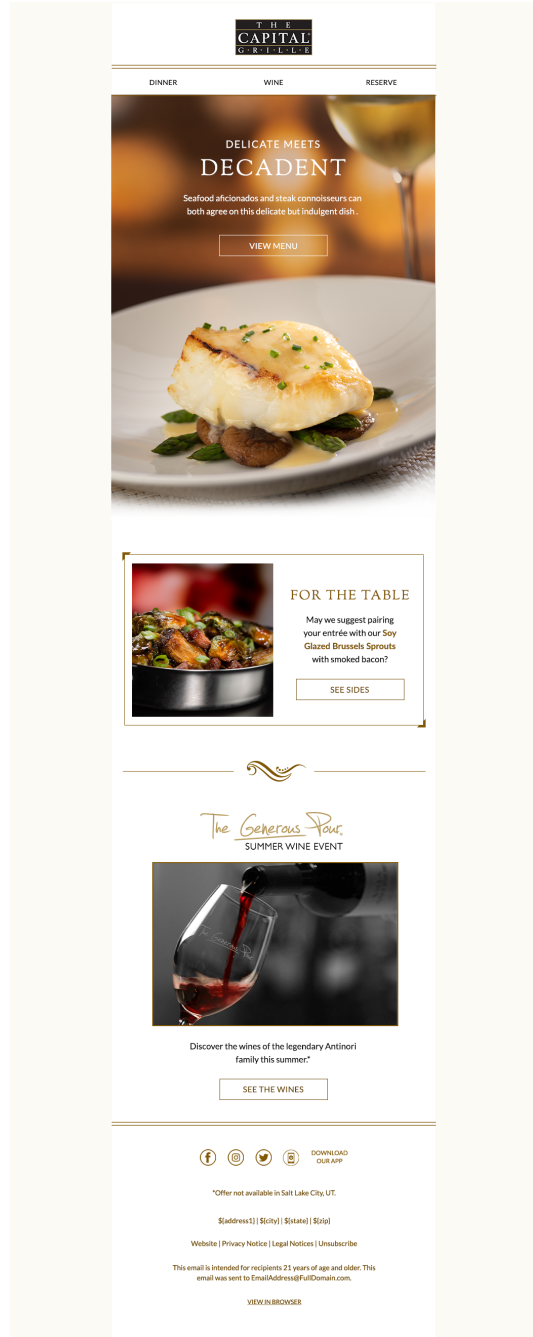 THE
CAPITAL
G·R·I·L·L·E
DINNER WINE RESERVE
DELICATE MEETS
DECADENT
Seafood aficionados and steak connoisseurs can
both agree on this delicate but indulgent dish .
VIEW MENU
FOR THE TABLE
May we suggest pairing
your entrée with our Soy
Glazed Brussels Sprouts
with smoked bacon?
SEE SIDES
The Generous Pour®
SUMMER WINE EVENT
The Generous Pour
Discover the wines of the legendary Antinori
family this summer.*
SEE THE WINES
DOWNLOAD
OUR APP
*Offer not available in Salt Lake City, UT.
${address1} | ${city} | ${state} | ${zip}
Website | Privacy Notice | Legal Notices | Unsubscribe
This email is intended for recipients 21 years of age and older. This
email was sent to EmailAddress@FullDomain.com.
VIEW IN BROWSER